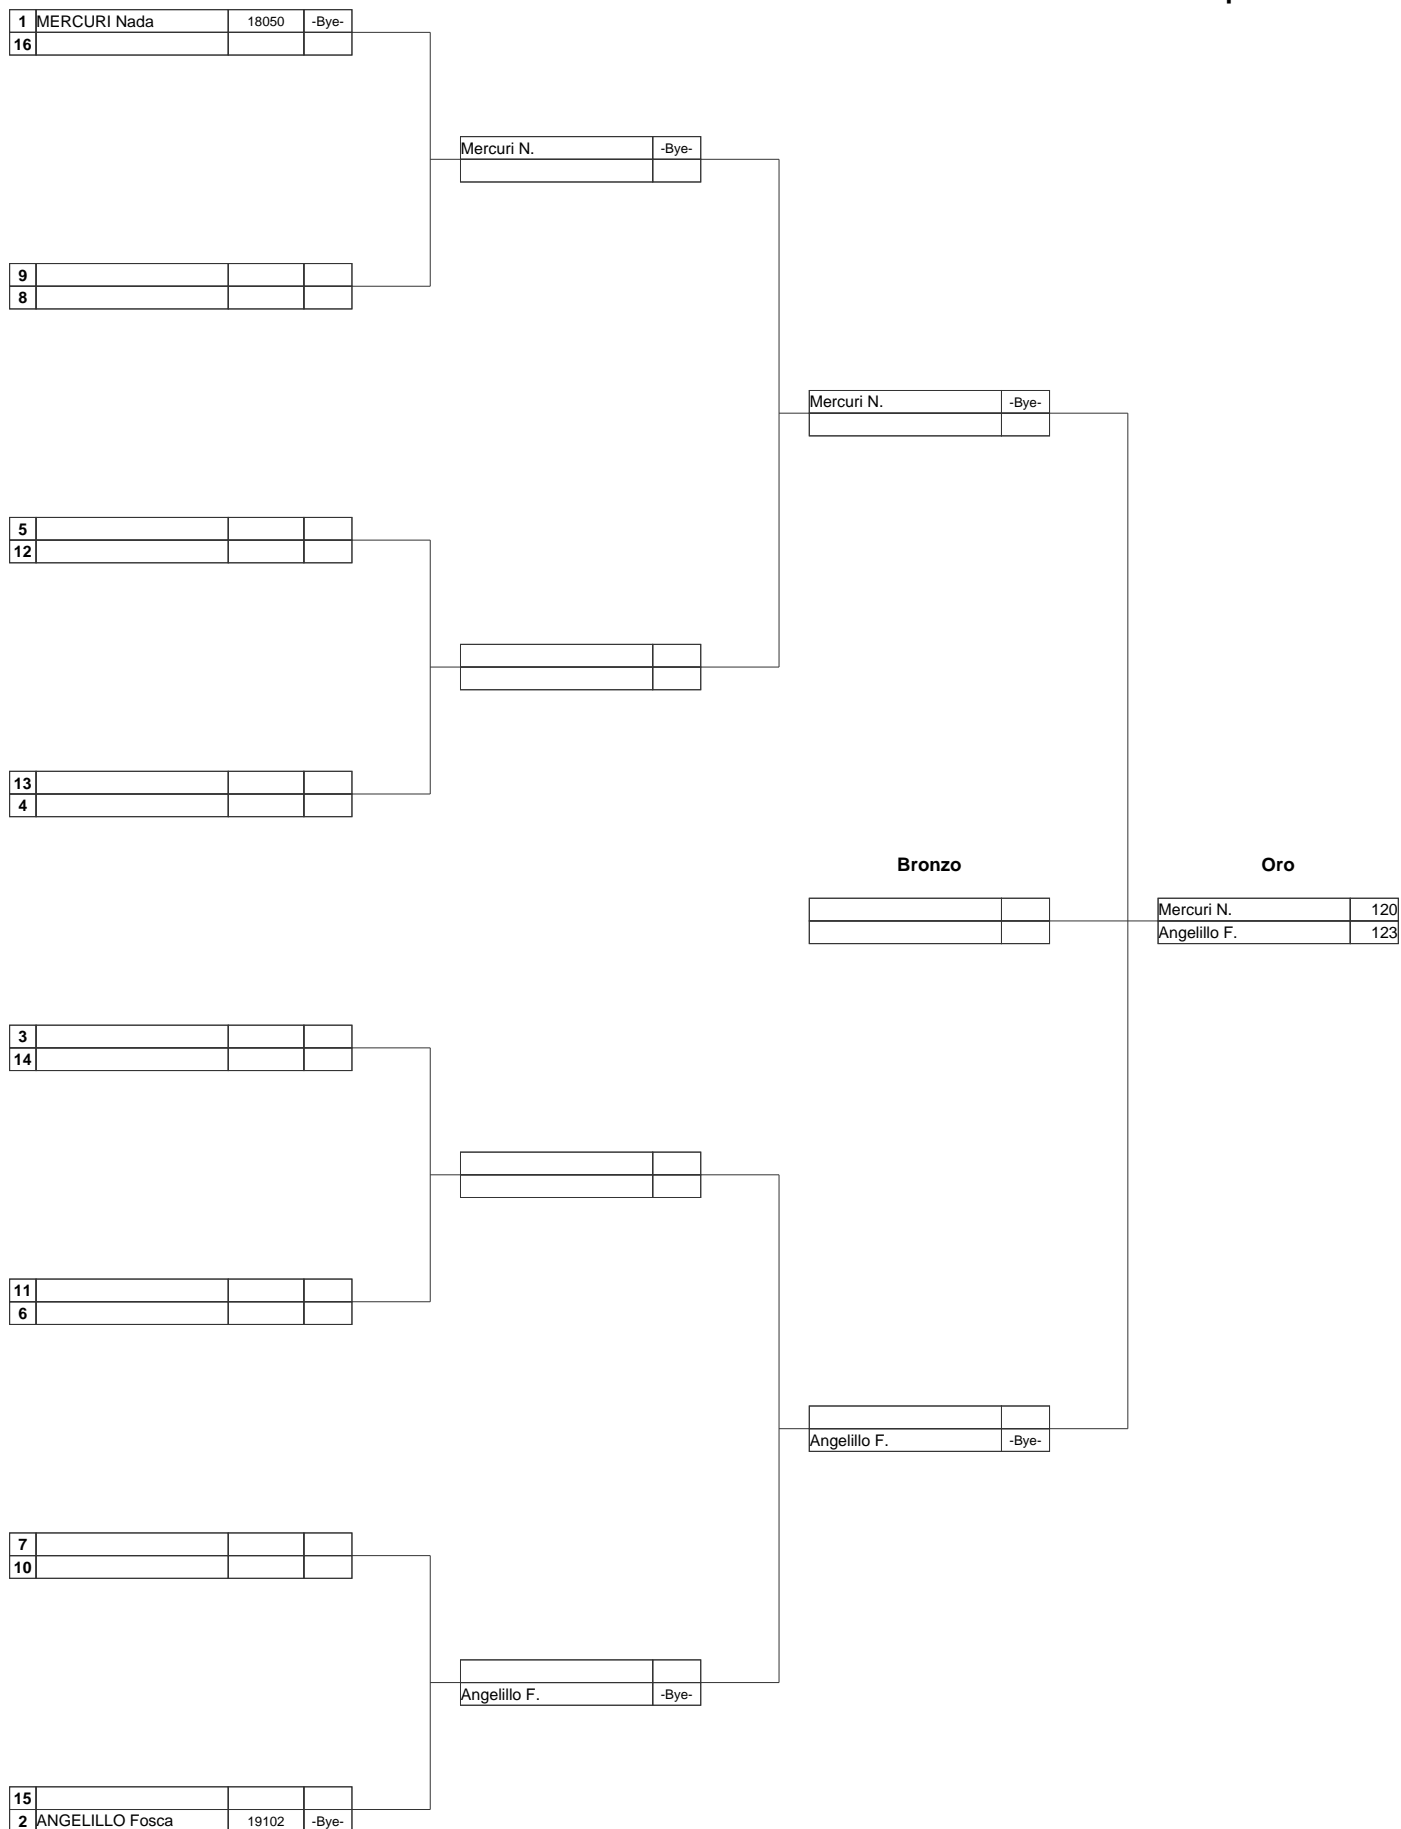 1 MERCURI Nada 18050 -Bye-
16
Mercuri N. -Bye-
9
8
Mercuri N. -Bye-
5
12
13
4
Bronzo Oro
Mercuri N. 120
Angelillo F. 123
3
14
11
6
Angelillo F. -Bye-
7
10
Angelillo F. -Bye-
15
2 ANGELILLO Fosca 19102 -Bye-